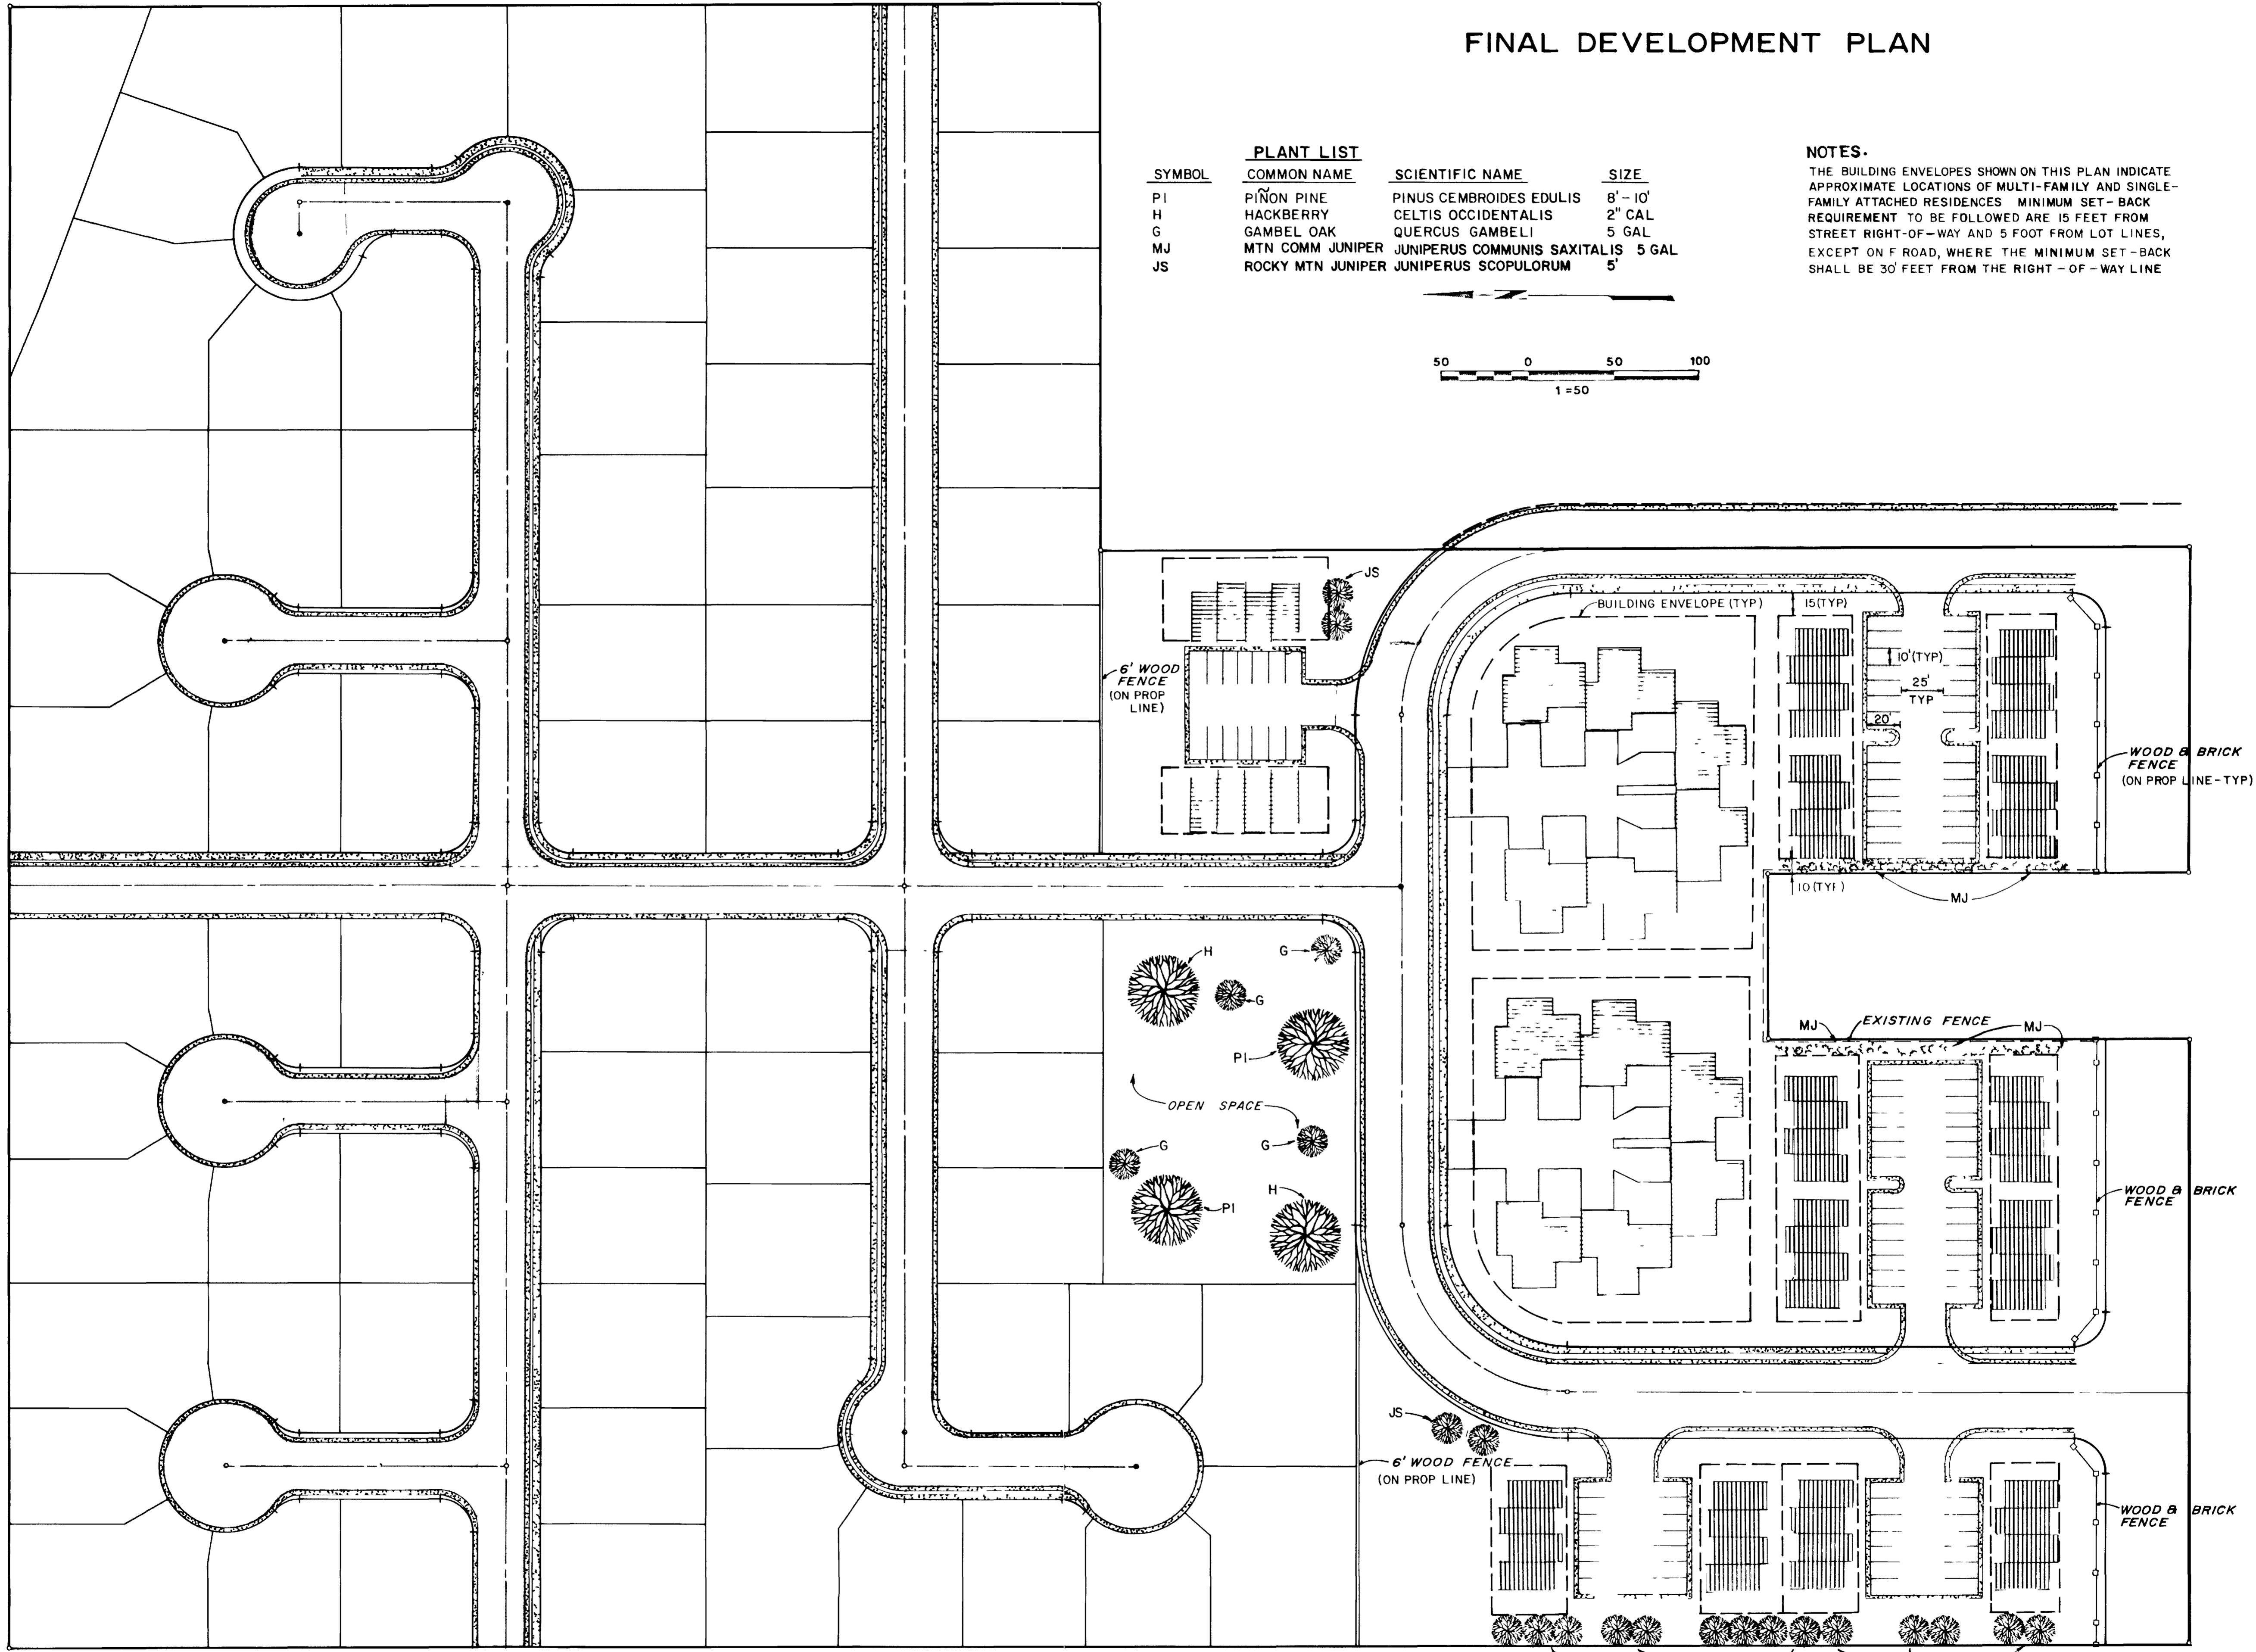 FINAL DEVELOPMENT PLAN
PLANT LIST
SYMBOL COMMON NAME SCIENTIFIC NAME SIZE
PI PIÑON PINE PINUS CEMBROIDES EDULIS 8'-10'
H HACKBERRY CELTIS OCCIDENTALIS 2" CAL
G GAMBEL OAK QUERCUS GAMBELI 5 GAL
MJ MTN COMM JUNIPER JUNIPERUS COMMUNIS SAXITALIS 5 GAL
JS ROCKY MTN JUNIPER JUNIPERUS SCOPULORUM 5'
NOTES.
THE BUILDING ENVELOPES SHOWN ON THIS PLAN INDICATE
APPROXIMATE LOCATIONS OF MULTI-FAMILY AND SINGLE-
FAMILY ATTACHED RESIDENCES MINIMUM SET-BACK
REQUIREMENT TO BE FOLLOWED ARE 15 FEET FROM
STREET RIGHT-OF-WAY AND 5 FOOT FROM LOT LINES,
EXCEPT ON F ROAD, WHERE THE MINIMUM SET-BACK
SHALL BE 30' FEET FROM THE RIGHT-OF-WAY LINE
50 0 50 100
1 =50
JS
BUILDING ENVELOPE (TYP)
15(TYP)
6' WOOD
FENCE
(ON PROP
LINE)
10'(TYP)
25'
TYP
20'
WOOD & BRICK
FENCE
(ON PROP LINE-TYP)
10(TYP)
MJ
H
G
G
PI
OPEN SPACE
G
G
PI
H
MJ
EXISTING FENCE
MJ
WOOD & BRICK
FENCE
JS
6' WOOD FENCE
(ON PROP LINE)
WOOD & BRICK
FENCE